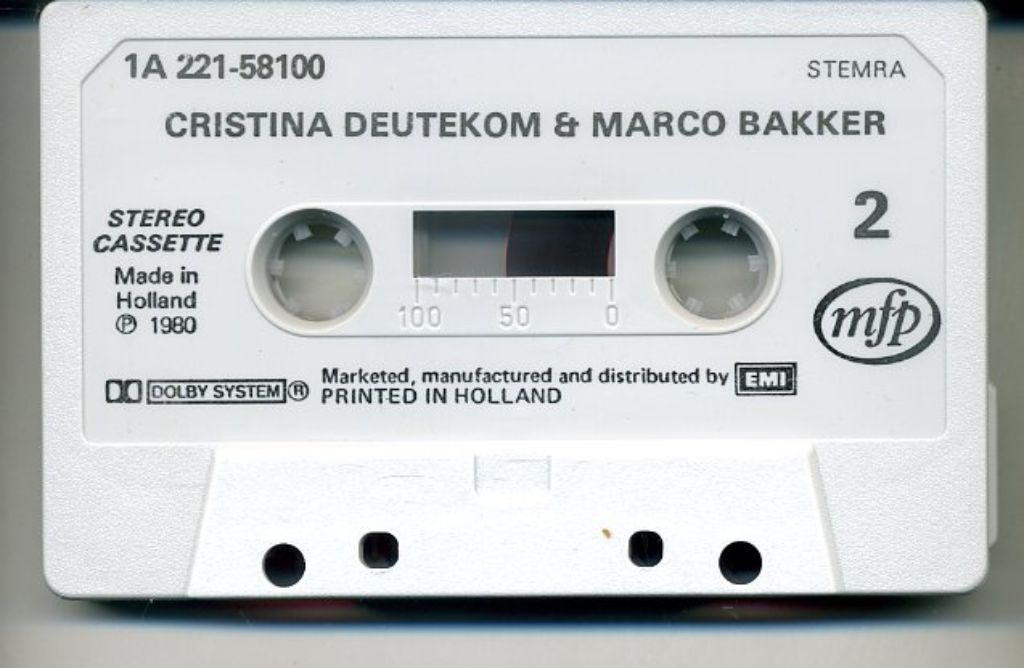 1A 221-58100
STEMRA
CRISTINA DEUTEKOM & MARCO BAKKER
STEREO
CASSETTE
2
Made in
Holland
℗ 1980
100 50 0
mfp
DOLBY SYSTEM®
Marketed, manufactured and distributed by EMI
PRINTED IN HOLLAND